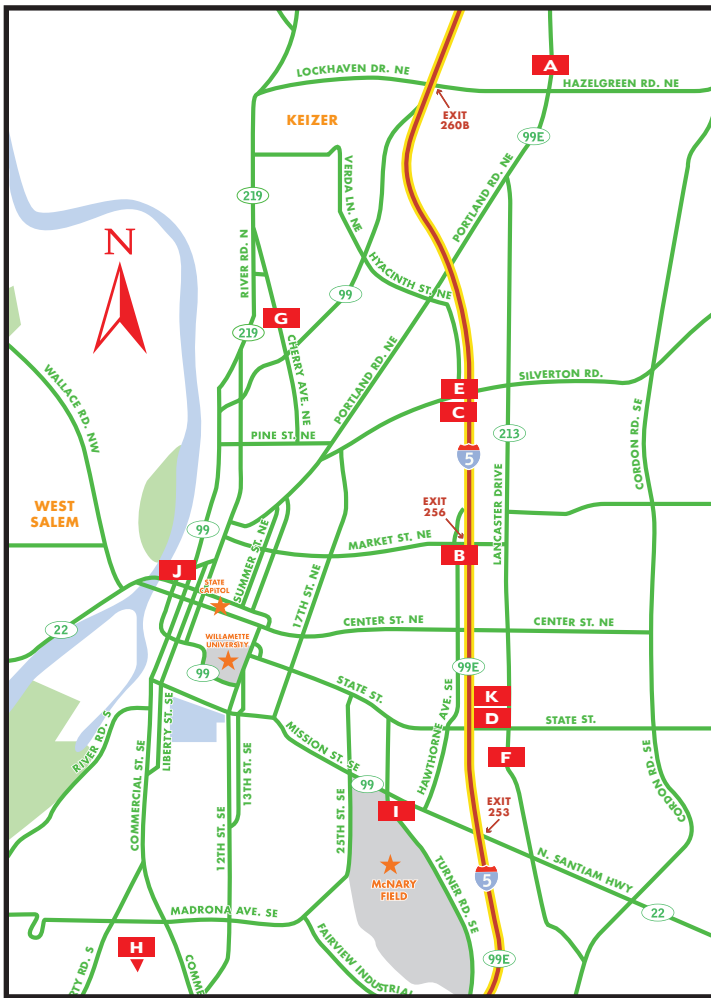 LOCKHAVEN DR. NE
A
HAZELGREEN RD. NE
EXIT
260B
KEIZER
99E
VERDA LN. NE
PORTLAND RD. NE
219
N
RIVER RD. N
HYACINTH ST. NE
99
G
219
CHERRY AVE. NE
PORTLAND RD. NE
WALLACE RD. NW
E
SILVERTON RD.
C
CORDON RD. SE
PINE ST. NE
213
5
LANCASTER DRIVE
WEST
SALEM
EXIT
256
99
SUMMER ST. NE
MARKET ST. NE
B
J
STATE
CAPITOL
17TH ST. NE
22
CENTER ST. NE
CENTER ST. NE
WILLAMETTE
UNIVERSITY
99
99E
STATE ST.
K
D
STATE ST.
HAWTHORNE AVE. SE
RIVER RD. S
LIBERTY ST. SE
MISSION ST. SE
COMMERCIAL ST. SE
13TH ST. SE
F
CORDON RD. SE
99
I
EXIT
253
12TH ST. SE
25TH ST. SE
N. SANTIAM HWY
McNARY
FIELD
TURNER RD. SE
5
22
MADRONA AVE. SE
H
FAIRVIEW INDUSTRIAL
99E
RTY RD. S
COMME